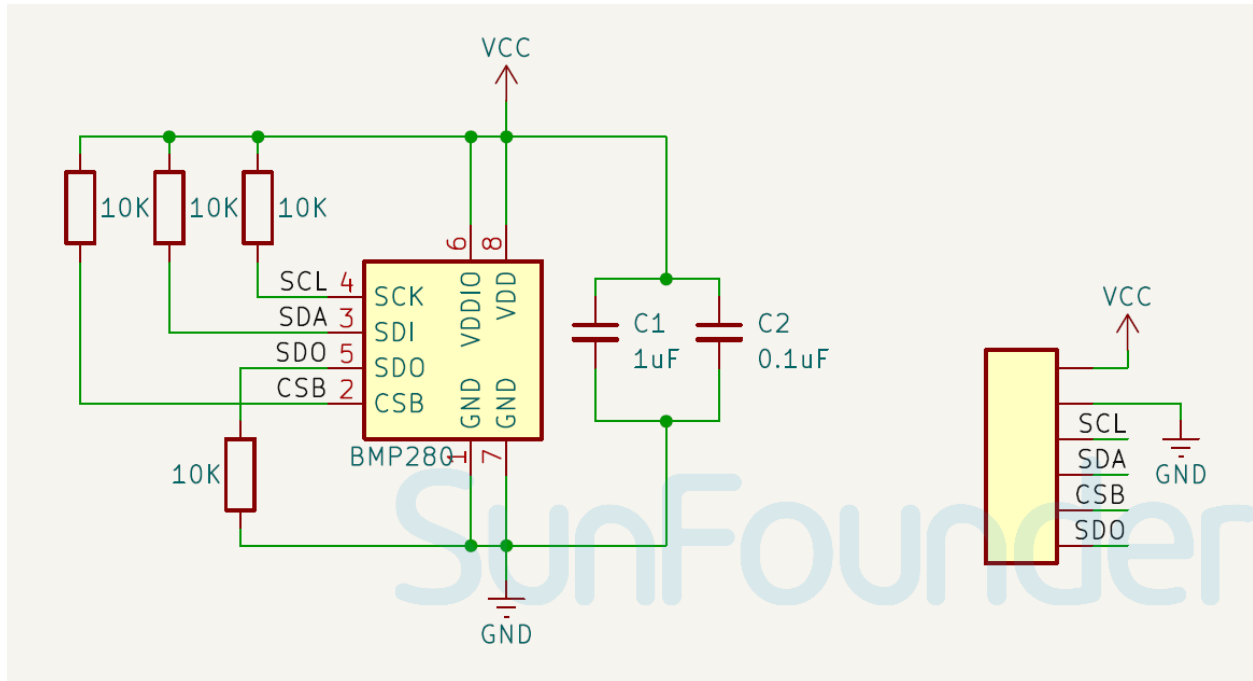 VCC
10K
10K
10K
6
8
SCL 4
SCK
VDDIO
VDD
SDA 3
SDI
SDO 5
SDO
CSB 2
CSB
GND
GND
BMP280
1
7
10K
GND
C1
1uF
C2
0.1uF
VCC
SCL
SDA
CSB
SDO
GND
SunFounder